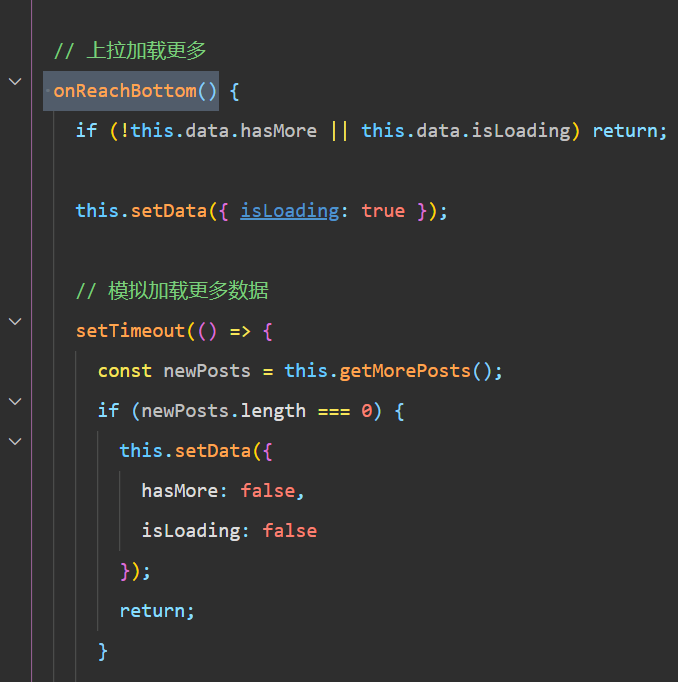 // 上拉加载更多
onReachBottom() {
if (!this.data.hasMore || this.data.isLoading) return;
this.setData({ isLoading: true });
// 模拟加载更多数据
setTimeout(() => {
const newPosts = this.getMorePosts();
if (newPosts.length === 0) {
this.setData({
hasMore: false,
isLoading: false
});
return;
}